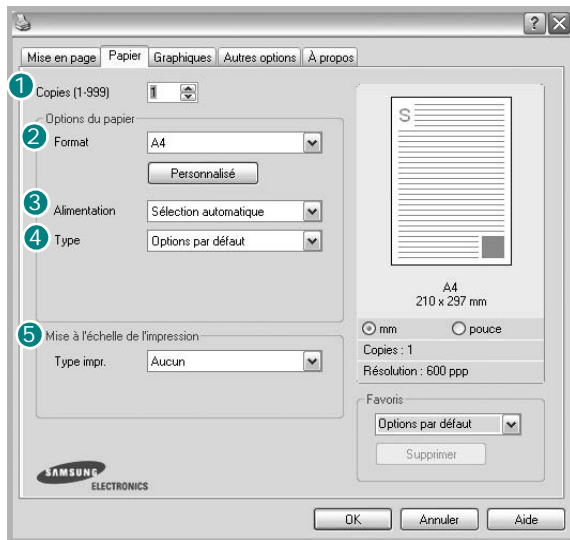 ?
Mise en page Papier Graphiques Autres options À propos
1 Copies (1-999) 1
Options du papier
2 Format A4
Personnalisé
3 Alimentation Sélection automatique
4 Type Options par défaut
5 Mise à l'échelle de l'impression
Type impr. Aucun
S
A4
210 x 297 mm
mm pouce
Copies : 1
Résolution : 600 ppp
Favoris
Options par défaut
Supprimer
SAMSUNG
ELECTRONICS
OK Annuler Aide